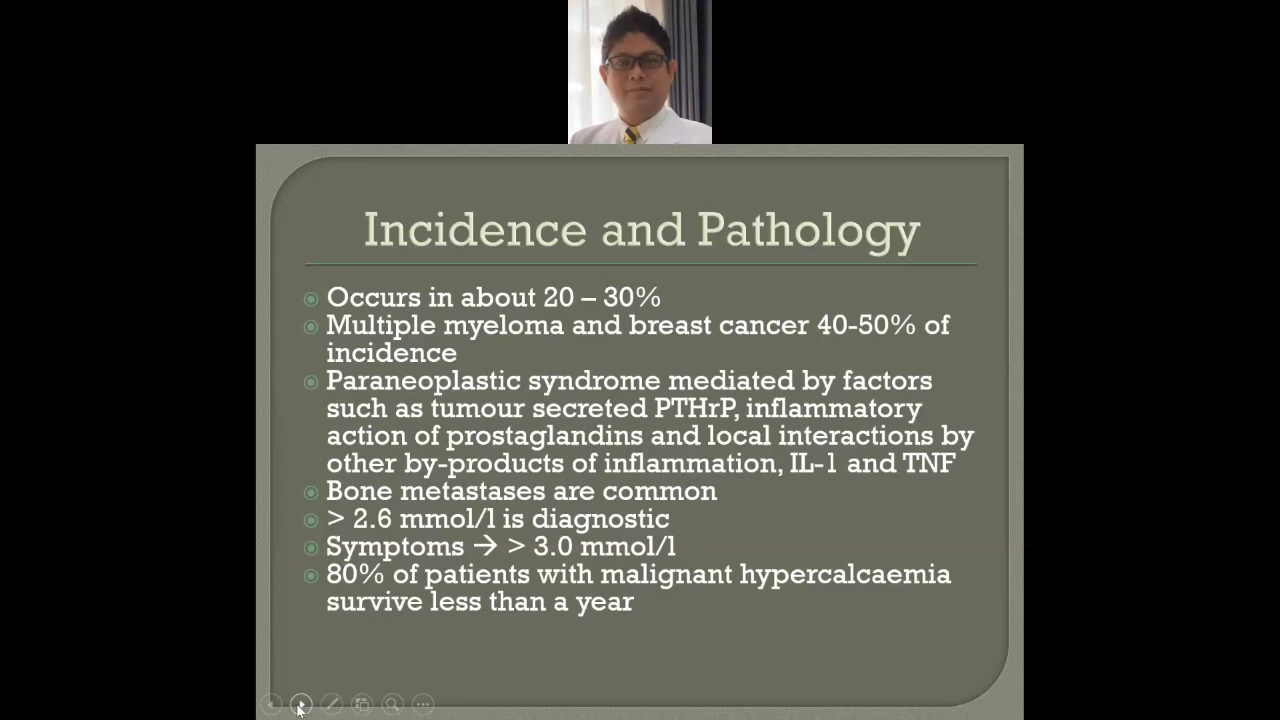 Incidence and Pathology
Occurs in about 20 – 30%
Multiple myeloma and breast cancer 40-50% of
incidence
Paraneoplastic syndrome mediated by factors
such as tumour secreted PTHrP, inflammatory
action of prostaglandins and local interactions by
other by-products of inflammation, IL-1 and TNF
Bone metastases are common
> 2.6 mmol/l is diagnostic
Symptoms → > 3.0 mmol/l
80% of patients with malignant hypercalcaemia
survive less than a year